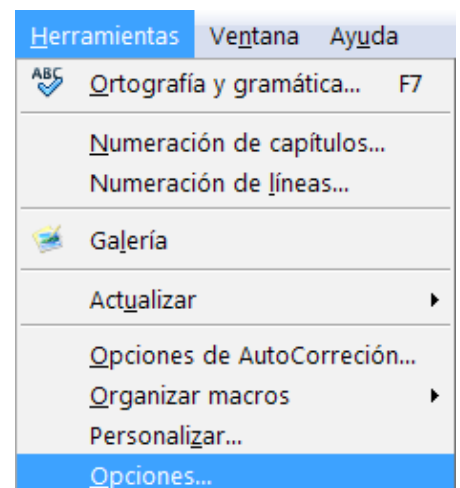 Herramientas Ventana Ayuda
ABC Ortografía y gramática... F7
Numeración de capítulos...
Numeración de líneas...
Galería
Actualizar
Opciones de AutoCorreción...
Organizar macros
Personalizar...
Opciones...